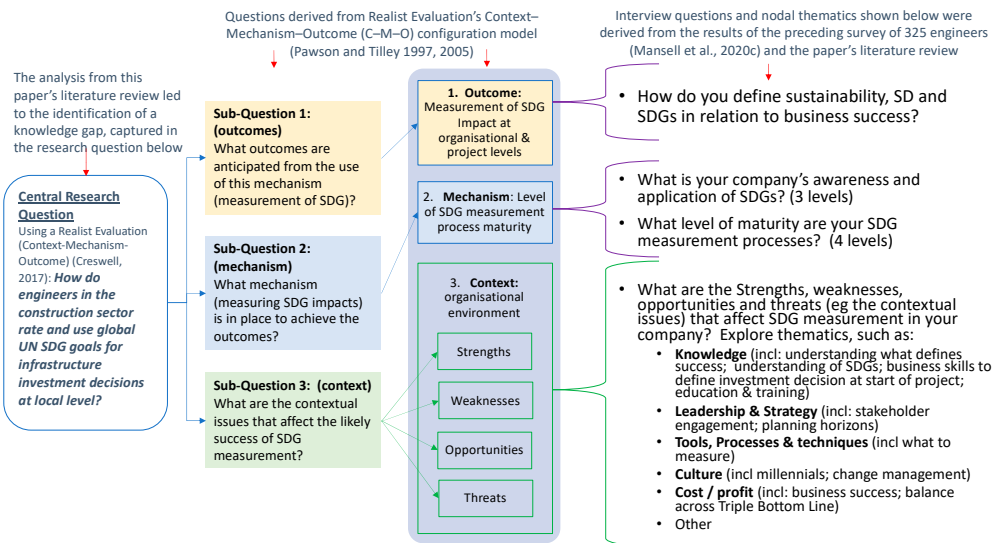 Questions derived from Realist Evaluation's Context–
Mechanism–Outcome (C–M–O) configuration model
(Pawson and Tilley 1997, 2005)
Interview questions and nodal thematics shown below were
derived from the results of the preceding survey of 325 engineers
(Mansell et al., 2020c) and the paper's literature review
The analysis from this
paper's literature review led
to the identification of a
knowledge gap, captured in
the research question below
Central Research
Question
Using a Realist Evaluation
(Context-Mechanism-
Outcome) (Creswell,
2017): How do
engineers in the
construction sector
rate and use global
UN SDG goals for
infrastructure
investment decisions
at local level?
Sub-Question 1:
(outcomes)
What outcomes are
anticipated from the use
of this mechanism
(measurement of SDG)?
Sub-Question 2:
(mechanism)
What mechanism
(measuring SDG impacts)
is in place to achieve the
outcomes?
Sub-Question 3: (context)
What are the contextual
issues that affect the likely
success of SDG
measurement?
1. Outcome:
Measurement of SDG
Impact at
organisational &
project levels
2. Mechanism: Level
of SDG measurement
process maturity
3. Context:
organisational
environment
Strengths
Weaknesses
Opportunities
Threats
• How do you define sustainability, SD and
SDGs in relation to business success?
• What is your company's awareness and
application of SDGs? (3 levels)
• What level of maturity are your SDG
measurement processes? (4 levels)
• What are the Strengths, weaknesses,
opportunities and threats (eg the contextual
issues) that affect SDG measurement in your
company? Explore thematics, such as:
• Knowledge (incl: understanding what defines
success; understanding of SDGs; business skills to
define investment decision at start of project;
education & training)
• Leadership & Strategy (incl: stakeholder
engagement; planning horizons)
• Tools, Processes & techniques (incl what to
measure)
• Culture (incl millennials; change management)
• Cost / profit (incl: business success; balance
across Triple Bottom Line)
• Other